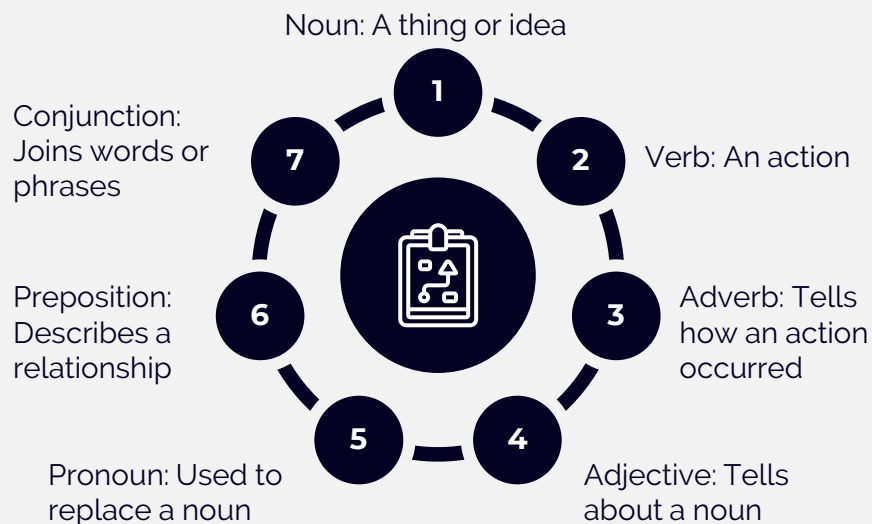 Noun: A thing or idea
1
2
Verb: An action
3
Adverb: Tells
how an action
occurred
4
Adjective: Tells
about a noun
5
Pronoun: Used to
replace a noun
6
Preposition:
Describes a
relationship
7
Conjunction:
Joins words or
phrases